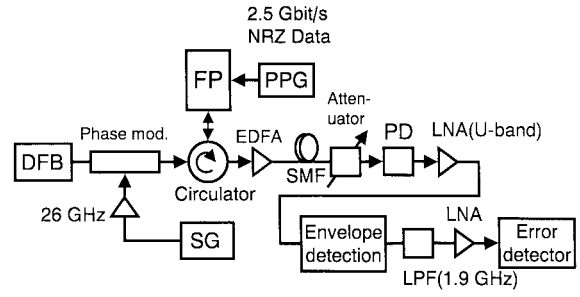 2.5 Gbit/s
NRZ Data
FP
PPG
Atten-
uator
Phase mod.
EDFA
PD
LNA(U-band)
DFB
Circulator
SMF
26 GHz
SG
Envelope
detection
LNA
Error
detector
LPF(1.9 GHz)